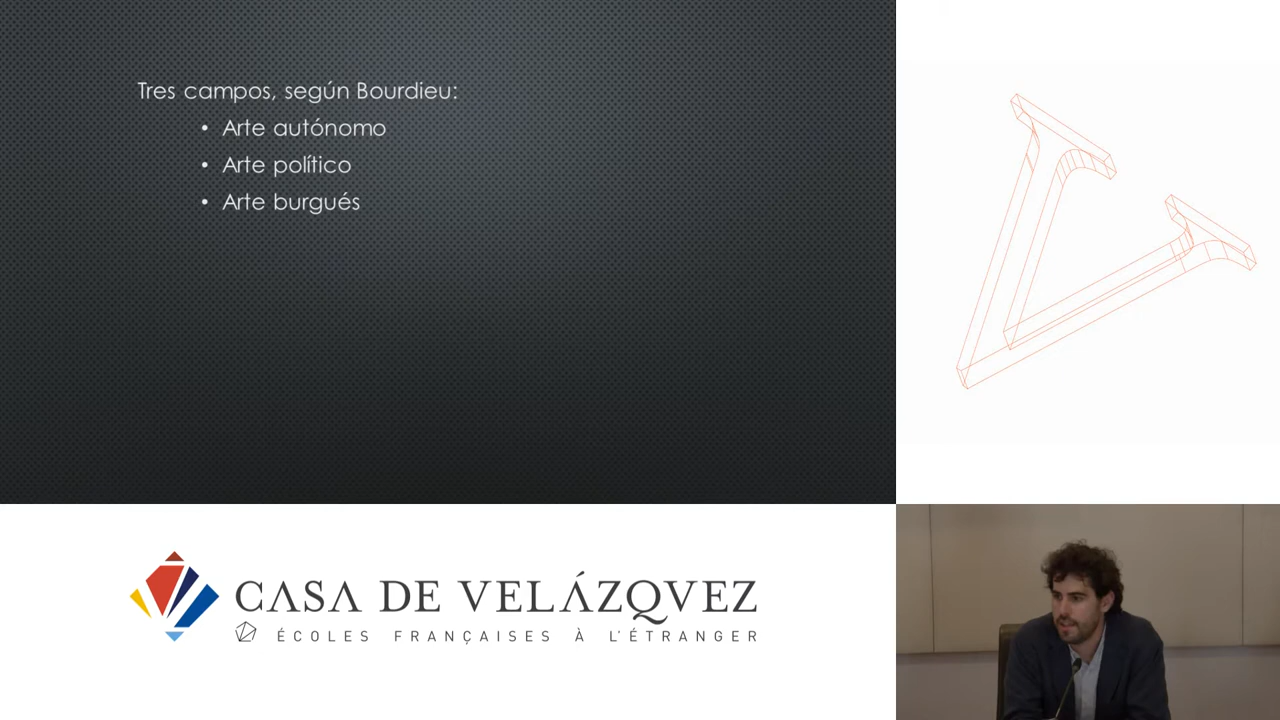 Tres campos, según Bourdieu:
• Arte autónomo
• Arte político
• Arte burgués
CASA DE VELÁZQVEZ
ÉCOLES FRANÇAISES À L'ÉTRANGER